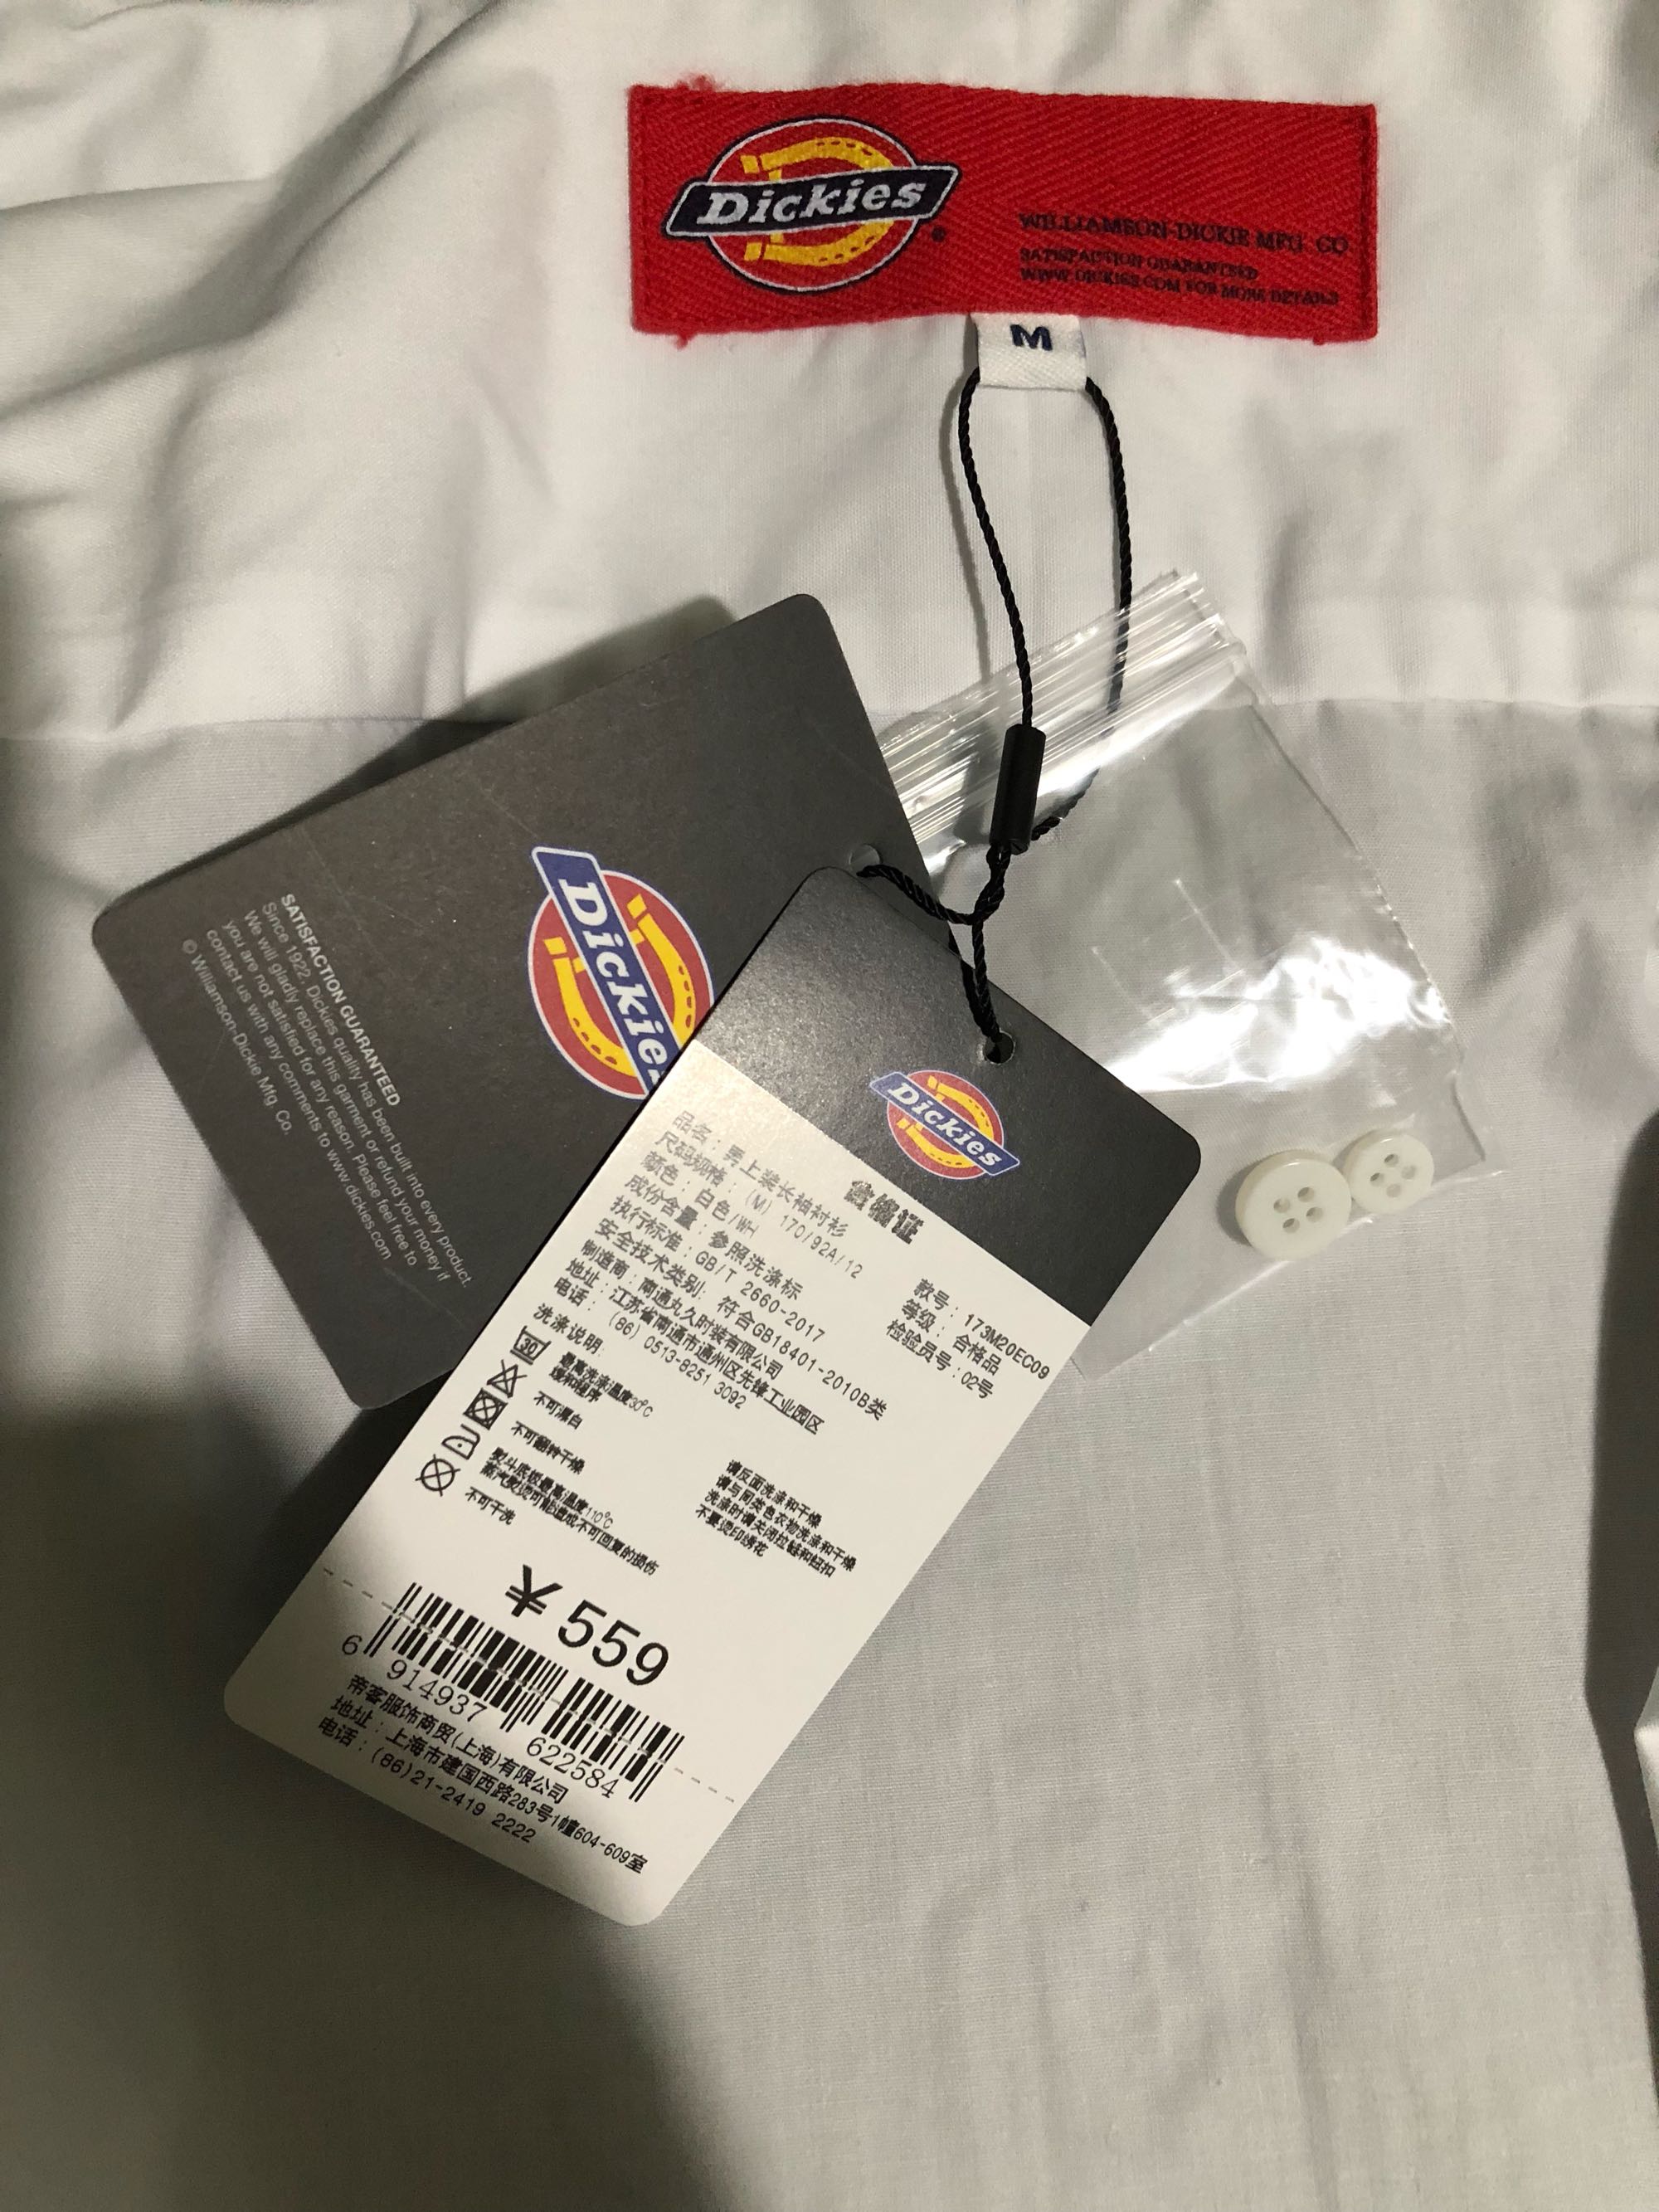 Dickies
®
WILLIAMSON-DICKIE MFG. CO
SATISFACTION GUARANTEED
WWW.DICKIES.COM FOR MORE DETAILS
M
Dickies
SATISFACTION GUARANTEED
Since 1922, Dickies quality has been built into every product.
We will gladly replace this garment or refund your money if
you are not satisfied for any reason. Please feel free to
contact us with any comments to www.dickies.com
© Williamson-Dickie Mfg. Co.
Dickies
合格证
品名：男上装长袖衬衫
尺码规格：(M) 170/92A/12
颜色：白色/WH
成份含量：参照洗涤标
执行标准：GB/T 2660-2017
安全技术类别：符合GB18401-2010B类
制造商：南通丸久时装有限公司
地址：江苏省南通市通州区先锋工业园区
电话：(86) 0513-8251 3092
款号：173M20EC09
等级：合格品
检验员号：02号
洗涤说明：
30
最高洗涤温度30℃
缓和程序
不可漂白
不可翻转干燥
熨斗底板最高温度110℃
蒸汽熨烫可能造成不可回复的损伤
不可干洗
请反面洗涤和干燥
请与同类色衣物洗涤和干燥
洗涤时请关闭拉链和纽扣
不要烫印绣花
¥559
6 914937 622584
帝客服饰商贸(上海)有限公司
地址：上海市建国西路283号1幢604-609室
电话：(86)21-2419 2222